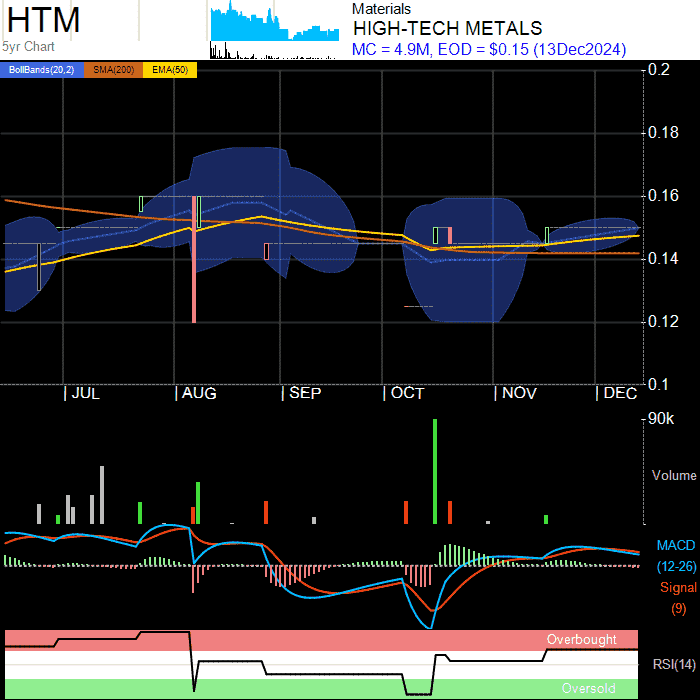 HTM
5yr Chart
Materials
HIGH-TECH METALS
MC = 4.9M, EOD = $0.15 (13Dec2024)
BollBands(20,2) SMA(200) EMA(50)
0.2
0.18
0.16
0.14
0.12
0.1
| JUL | AUG | SEP | OCT | NOV | DEC
90k
Volume
MACD
(12-26)
Signal
(9)
Overbought
RSI(14)
Oversold